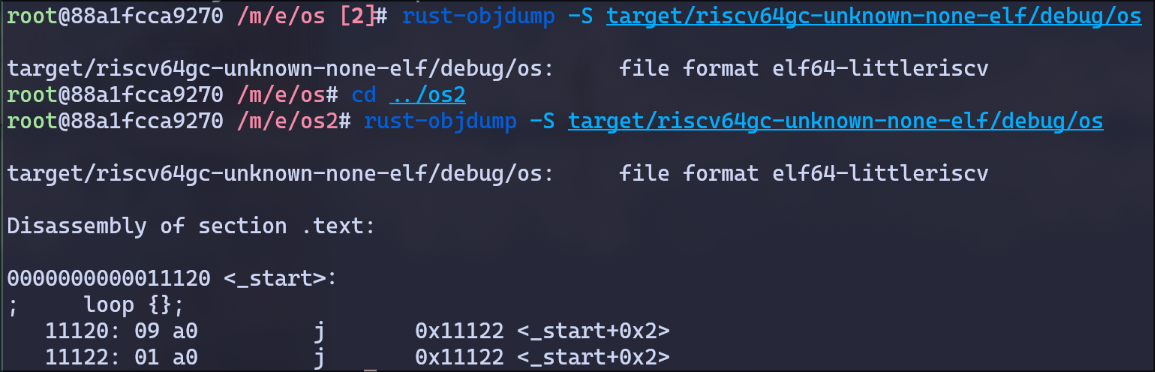 root@88a1fcca9270 /m/e/os [2]# rust-objdump -S target/riscv64gc-unknown-none-elf/debug/os
target/riscv64gc-unknown-none-elf/debug/os:     file format elf64-littleriscv
root@88a1fcca9270 /m/e/os# cd ../os2
root@88a1fcca9270 /m/e/os2# rust-objdump -S target/riscv64gc-unknown-none-elf/debug/os
target/riscv64gc-unknown-none-elf/debug/os:     file format elf64-littleriscv
Disassembly of section .text:
0000000000011120 <_start>:
;     loop {};
   11120: 09 a0         j       0x11122 <_start+0x2>
   11122: 01 a0         j       0x11122 <_start+0x2>